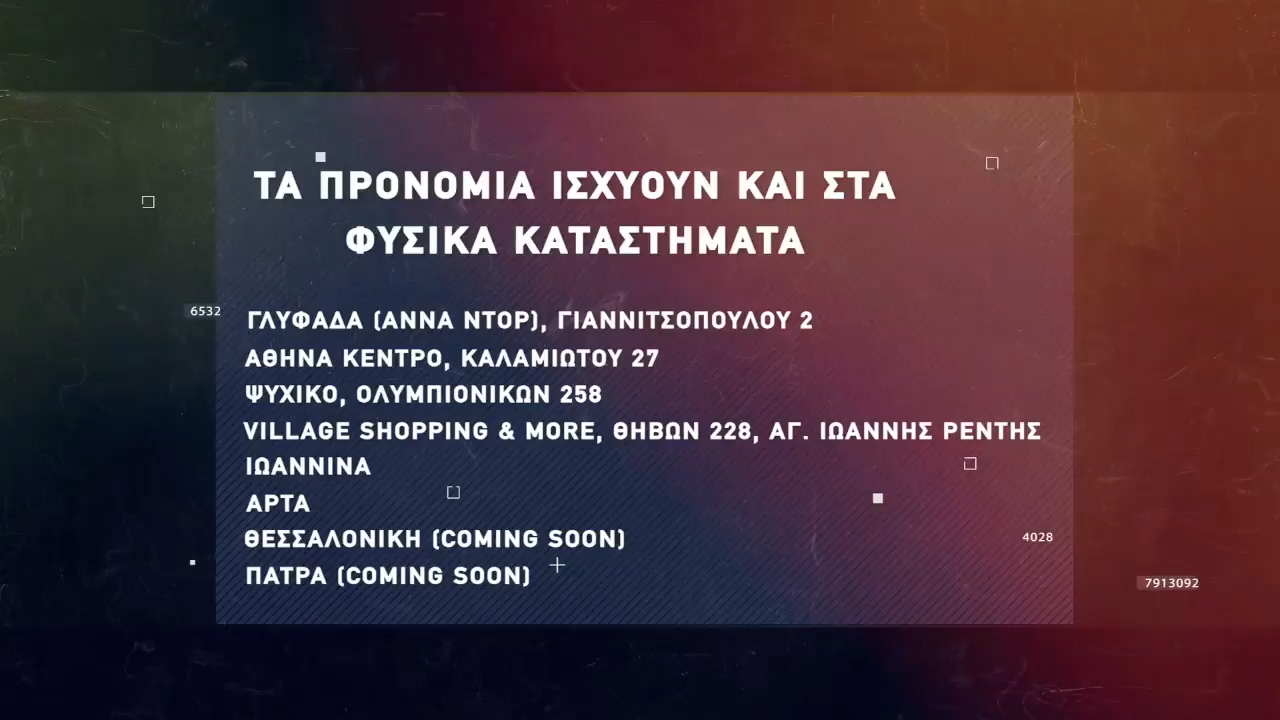 ΤΑ ΠΡΟΝΟΜΙΑ ΙΣΧΥΟΥΝ ΚΑΙ ΣΤΑ
ΦΥΣΙΚΑ ΚΑΤΑΣΤΗΜΑΤΑ
6532
ΓΛΥΦΑΔΑ (ΑΝΝΑ ΝΤΟΡ), ΓΙΑΝΝΙΤΣΟΠΟΥΛΟΥ 2
ΑΘΗΝΑ ΚΕΝΤΡΟ, ΚΑΛΑΜΙΩΤΟΥ 27
ΨΥΧΙΚΟ, ΟΛΥΜΠΙΟΝΙΚΩΝ 258
VILLAGE SHOPPING & MORE, ΘΗΒΩΝ 228, ΑΓ. ΙΩΑΝΝΗΣ ΡΕΝΤΗΣ
ΙΩΑΝΝΙΝΑ
ΑΡΤΑ
ΘΕΣΣΑΛΟΝΙΚΗ (COMING SOON)
4028
ΠΑΤΡΑ (COMING SOON)
7913092